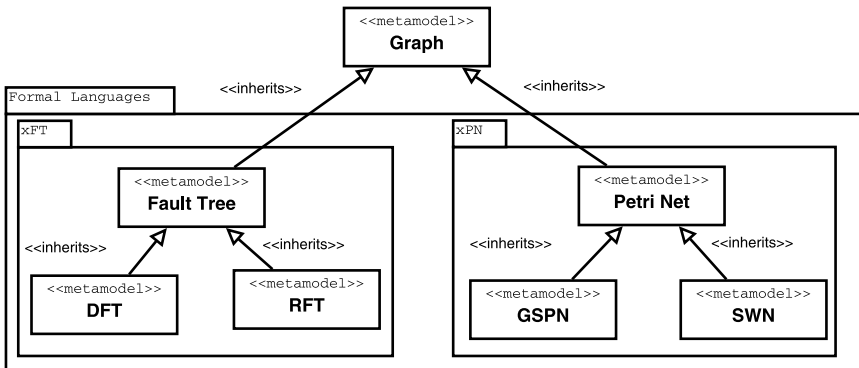 <<metamodel>>
Graph
<<inherits>>
<<inherits>>
Formal Languages
xFT
xPN
<<metamodel>>
Fault Tree
<<metamodel>>
Petri Net
<<inherits>>
<<inherits>>
<<inherits>>
<<inherits>>
<<metamodel>>
DFT
<<metamodel>>
RFT
<<metamodel>>
GSPN
<<metamodel>>
SWN